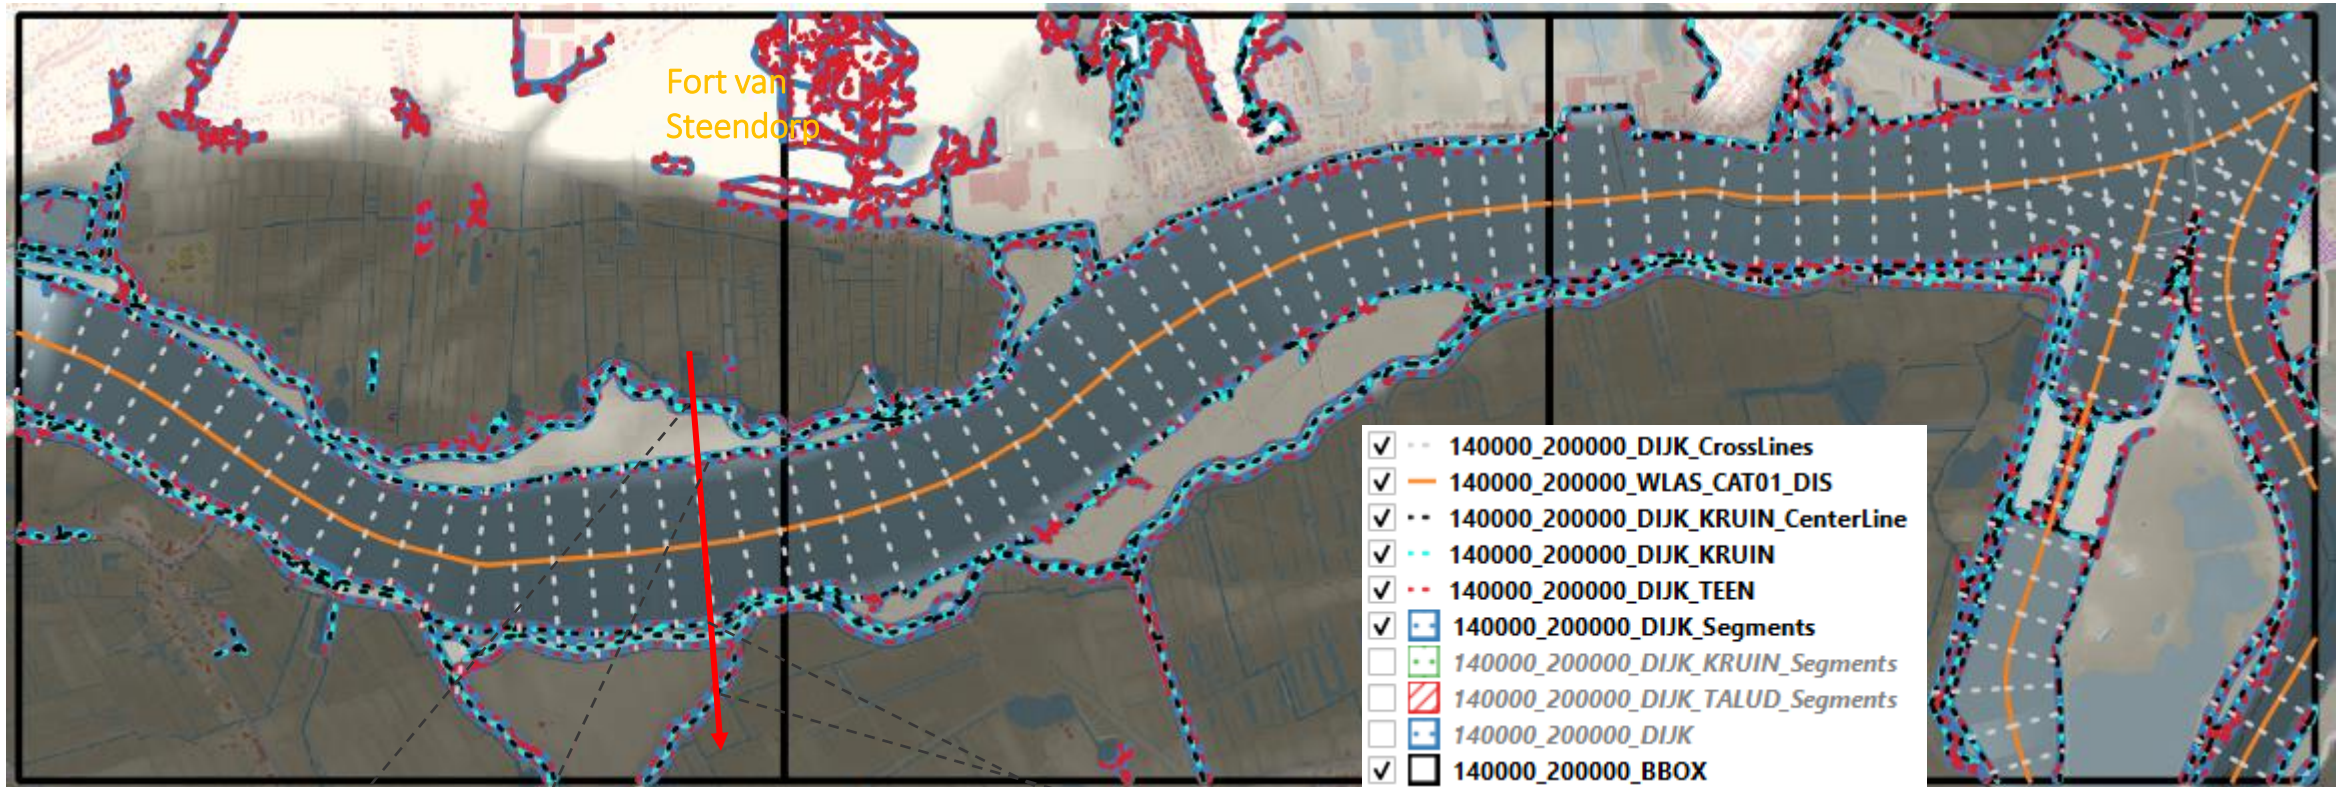 Fort van
Steendorp
140000_200000_DIJK_CrossLines
140000_200000_WLAS_CAT01_DIS
140000_200000_DIJK_KRUIN_CenterLine
140000_200000_DIJK_KRUIN
140000_200000_DIJK_TEEN
140000_200000_DIJK_Segments
140000_200000_DIJK_KRUIN_Segments
140000_200000_DIJK_TALUD_Segments
140000_200000_DIJK
140000_200000_BBOX